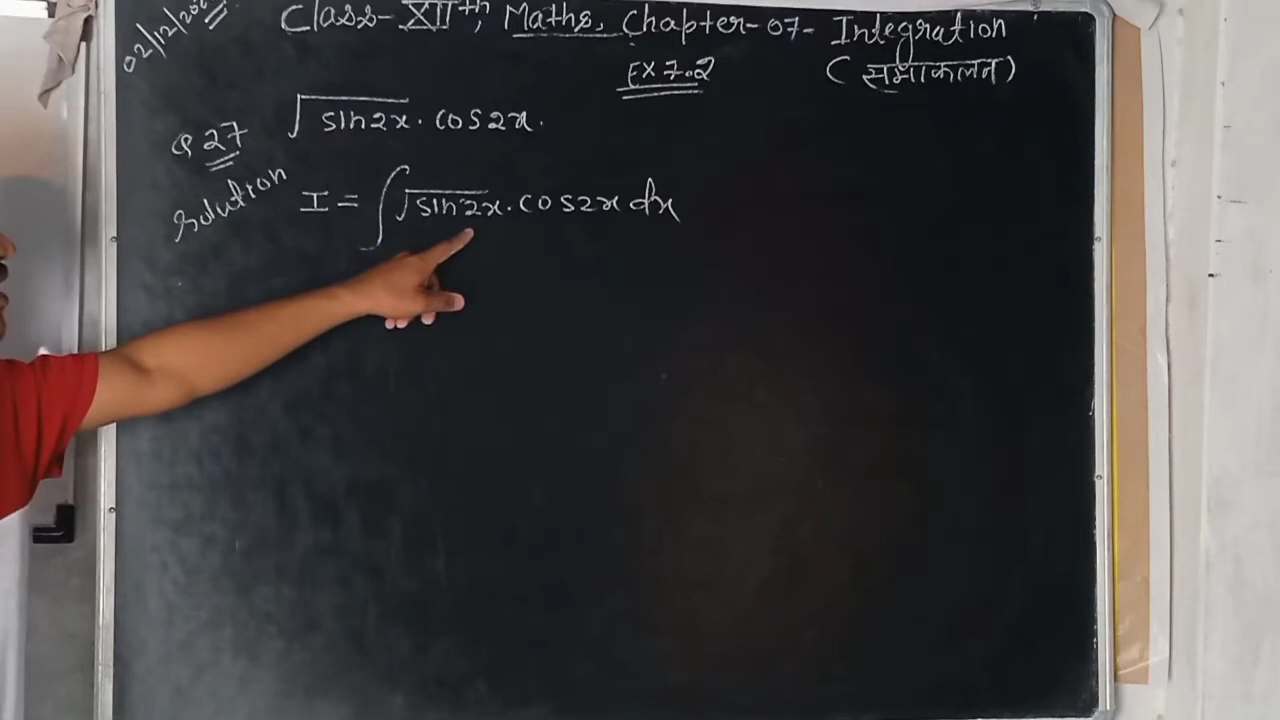 Class-XIIth, Maths, Chapter-07- Integration
02/12/
Ex 7.2 (समाकलन)
Q 27 √sin2x . cos2x .
Solution I = ∫√sin2x . cos2x dx